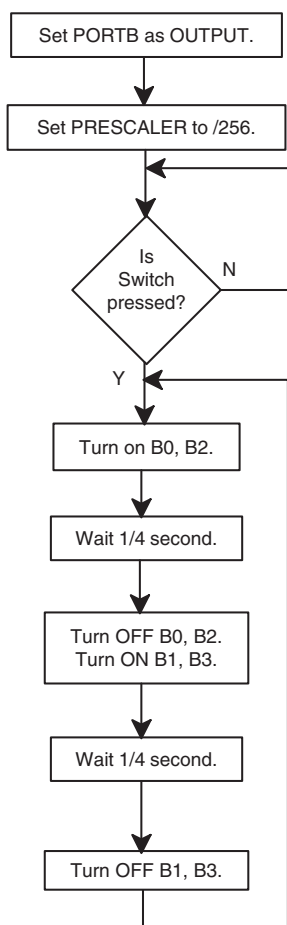 Set PORTB as OUTPUT.
Set PRESCALER to /256.
Is
Switch
pressed?
N
Y
Turn on B0, B2.
Wait 1/4 second.
Turn OFF B0, B2.
Turn ON B1, B3.
Wait 1/4 second.
Turn OFF B1, B3.